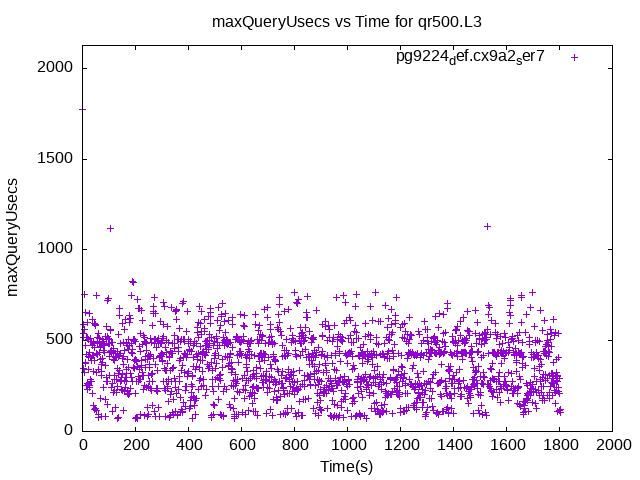 maxQueryUsecs vs Time for qr500.L3
pg9224def.cx9a2ser7
2000
1500
1000
500
0
maxQueryUsecs
0 200 400 600 800 1000 1200 1400 1600 1800 2000
Time(s)